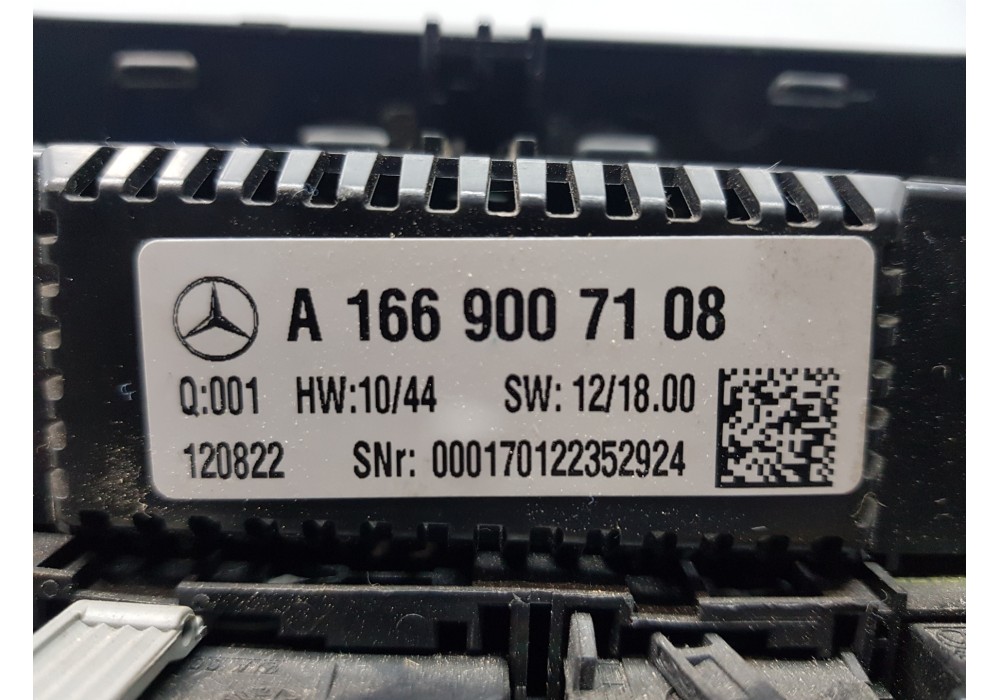 A 166 900 71 08
Q:001 HW:10/44 SW: 12/18.00
120822 SNr: 000170122352924